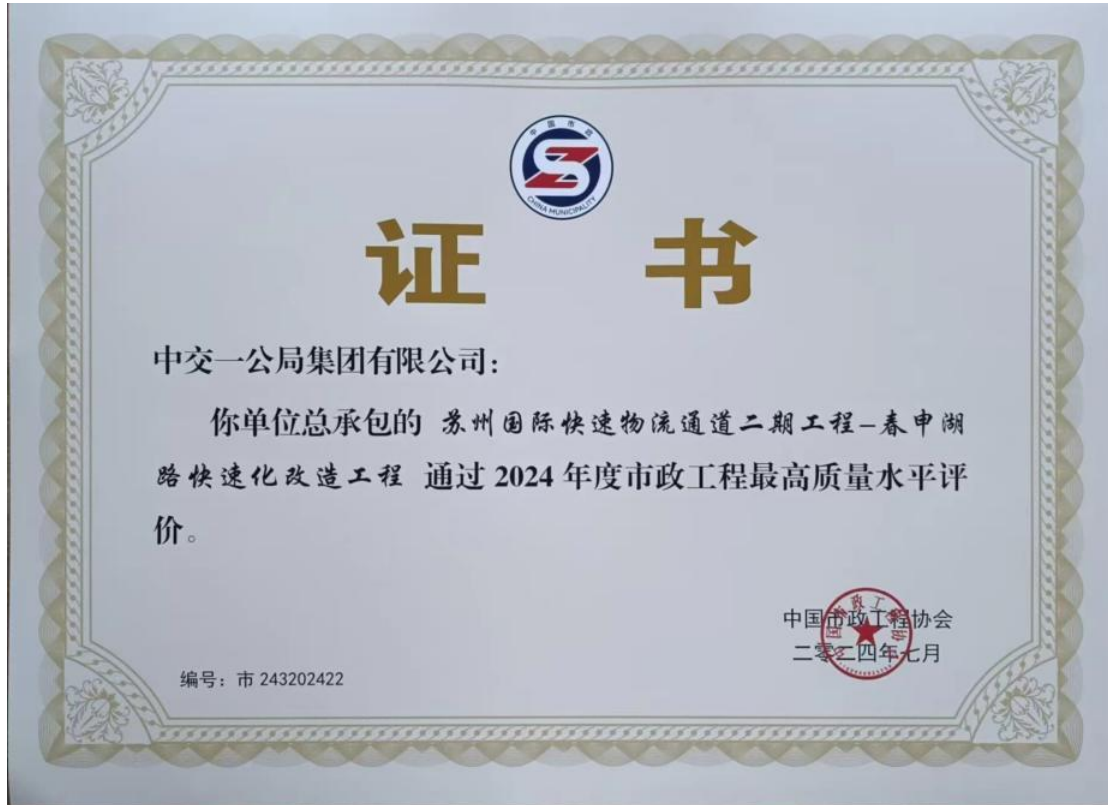 中国市政
CHINA MUNICIPALITY
证 书
中交一公局集团有限公司：
你单位总承包的 苏州国际快速物流通道二期工程-春申湖
路快速化改造工程 通过 2024 年度市政工程最高质量水平评
价。
中国市政工程协会
二零二四年七月
编号：市 243202422